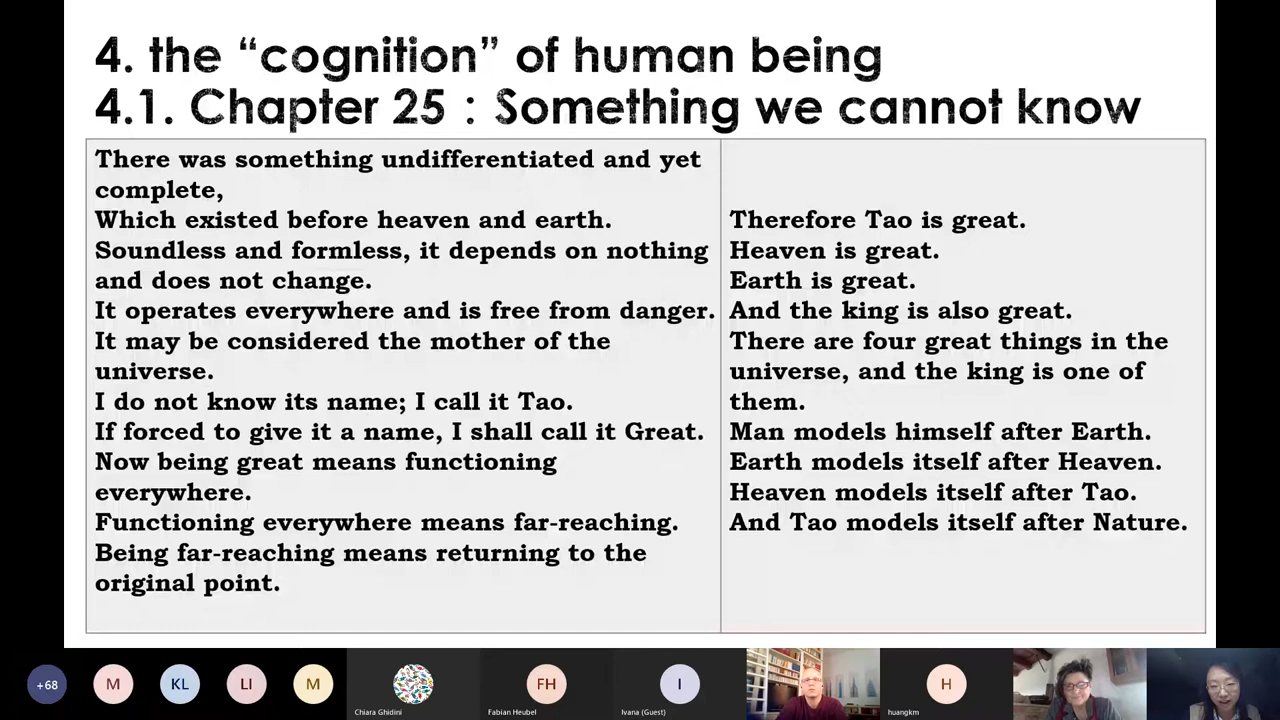 4. the “cognition” of human being
4.1. Chapter 25：Something we cannot know
There was something undifferentiated and yet
complete,
Which existed before heaven and earth.
Soundless and formless, it depends on nothing
and does not change.
It operates everywhere and is free from danger.
It may be considered the mother of the
universe.
I do not know its name; I call it Tao.
If forced to give it a name, I shall call it Great.
Now being great means functioning
everywhere.
Functioning everywhere means far-reaching.
Being far-reaching means returning to the
original point.
Therefore Tao is great.
Heaven is great.
Earth is great.
And the king is also great.
There are four great things in the
universe, and the king is one of
them.
Man models himself after Earth.
Earth models itself after Heaven.
Heaven models itself after Tao.
And Tao models itself after Nature.
+68
M
KL
LI
M
Chiara Ghidini
FH
Fabian Heubel
I
Ivana (Guest)
H
huangkm